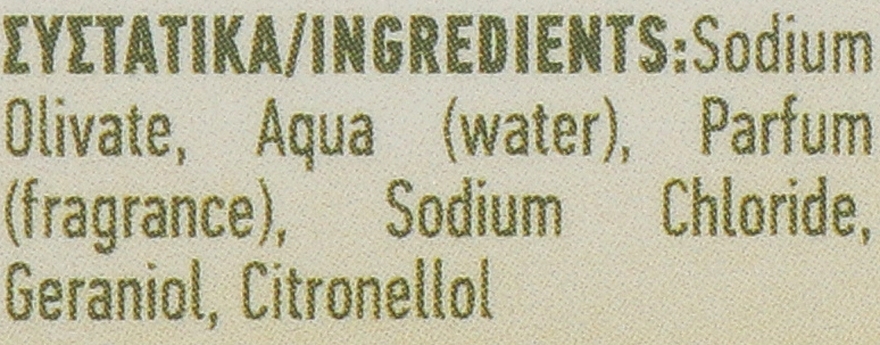 ΣΥΣΤΑΤΙΚΑ/INGREDIENTS:Sodium
Olivate, Aqua (water), Parfum
(fragrance), Sodium Chloride,
Geraniol, Citronellol